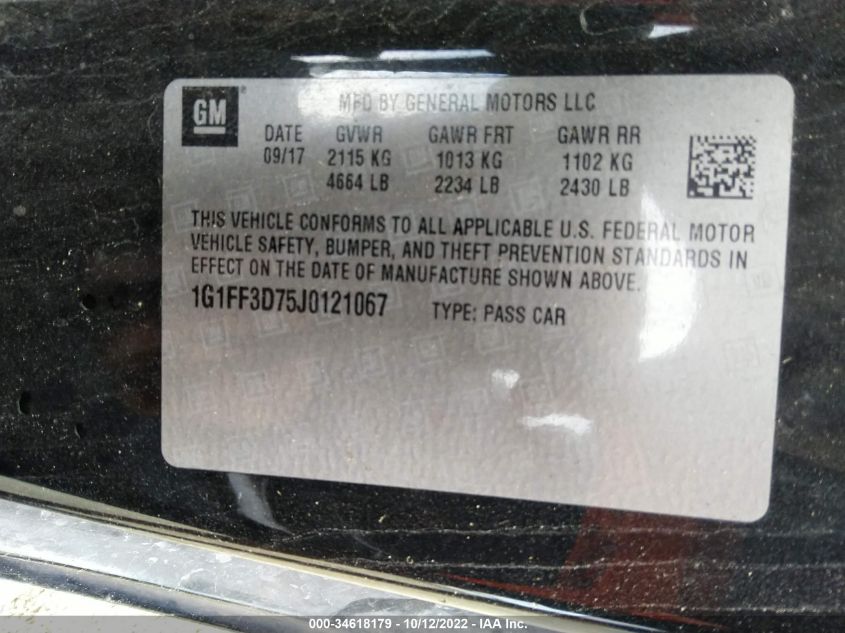 GM
MFD BY GENERAL MOTORS LLC
DATE GVWR GAWR FRT GAWR RR
09/17 2115 KG 1013 KG 1102 KG
4664 LB 2234 LB 2430 LB
THIS VEHICLE CONFORMS TO ALL APPLICABLE U.S. FEDERAL MOTOR
VEHICLE SAFETY, BUMPER, AND THEFT PREVENTION STANDARDS IN
EFFECT ON THE DATE OF MANUFACTURE SHOWN ABOVE.
1G1FF3D75J0121067 TYPE: PASS CAR
000-34618179 - 10/12/2022 - IAA Inc.